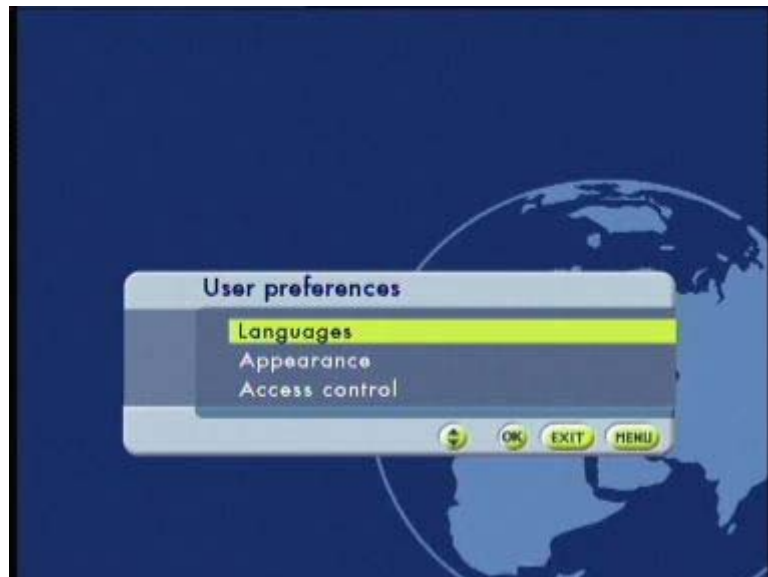 User preferences
Languages
Appearance
Access control
OK EXIT MENU